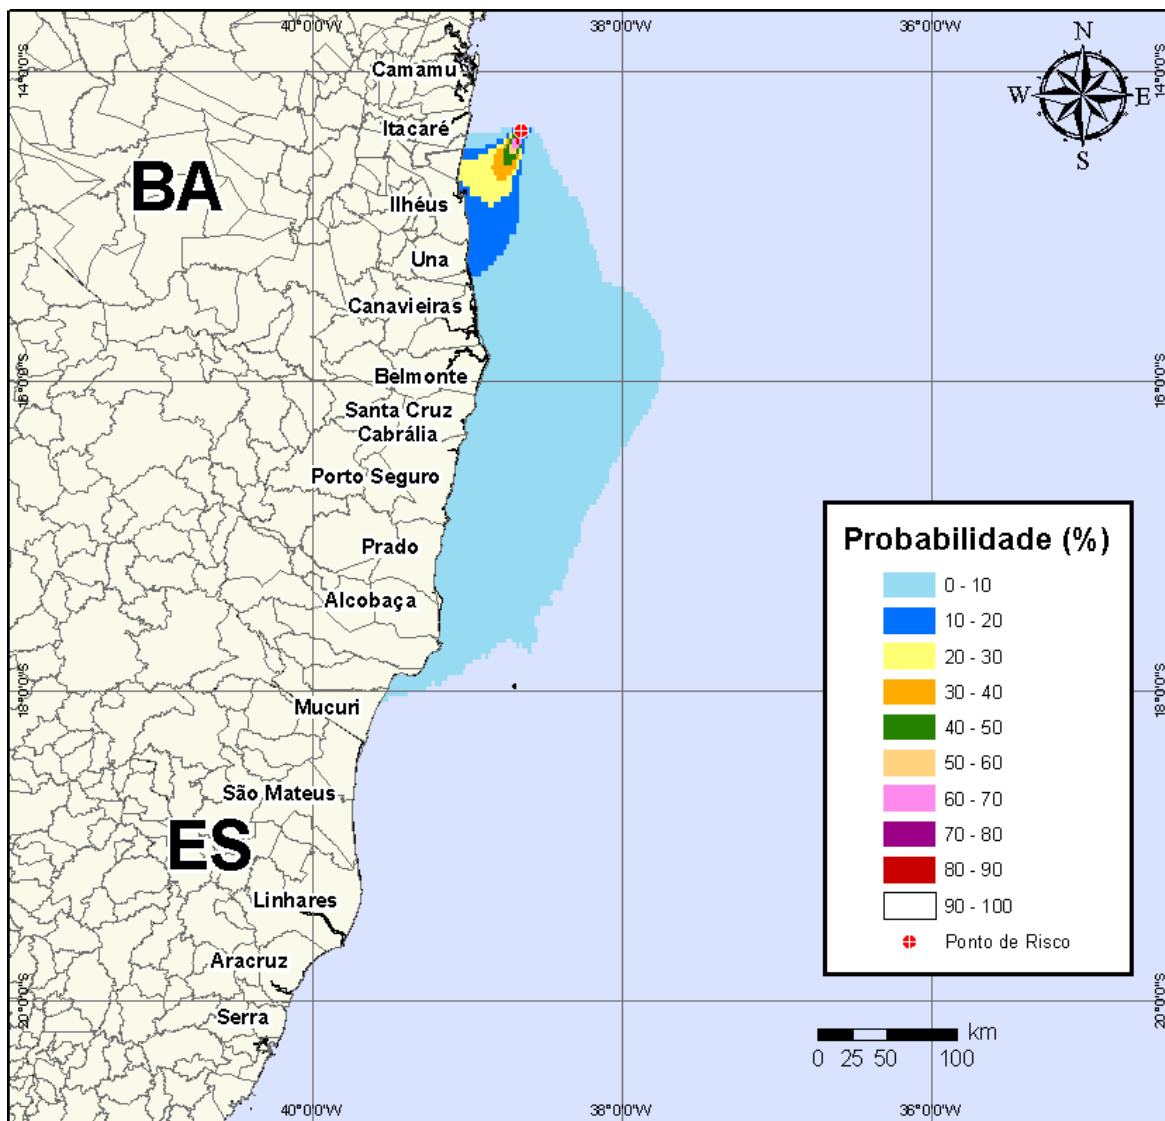 40°0'0"W
38°0'0"W
36°0'0"W
N
W
E
S
14°0'0"S
14°0'0"S
Camamu
Itacaré
BA
Ilhéus
Una
Canavieiras
16°0'0"S
16°0'0"S
Belmonte
Santa Cruz
Cabrália
Porto Seguro
Prado
Alcobaça
18°0'0"S
18°0'0"S
Mucuri
São Mateus
ES
Linhares
Aracruz
20°0'0"S
20°0'0"S
Serra
Probabilidade (%)
0 - 10
10 - 20
20 - 30
30 - 40
40 - 50
50 - 60
60 - 70
70 - 80
80 - 90
90 - 100
Ponto de Risco
km
0 25 50 100
40°0'0"W
38°0'0"W
36°0'0"W